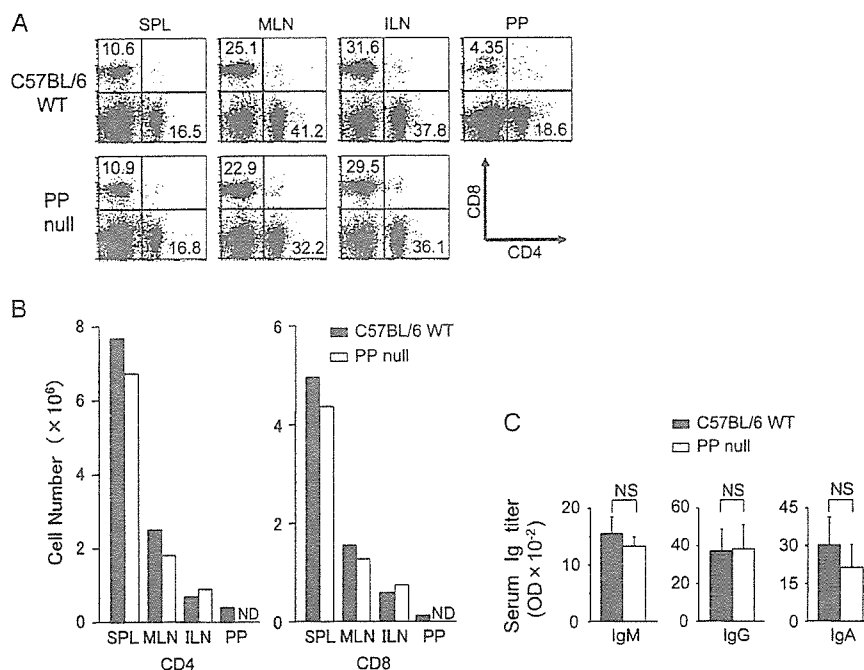 A
SPL MLN ILN PP
C57BL/6 WT
10.6 25.1 31,6 4.35
16.5 41.2 37.8 18.6
PP null
10.9 22.9 29.5
16.8 32.2 36.1
CD8
CD4
B
Cell Number (×10⁶)
8
6
4
2
0
SPL MLN ILN PP
ND
CD4
6
4
2
0
C57BL/6 WT
PP null
SPL MLN ILN PP
ND
CD8
C
C57BL/6 WT
PP null
Serum Ig titer
(OD×10⁻²)
NS
20
15
10
5
0
IgM
NS
60
40
20
0
IgG
NS
45
30
15
0
IgA